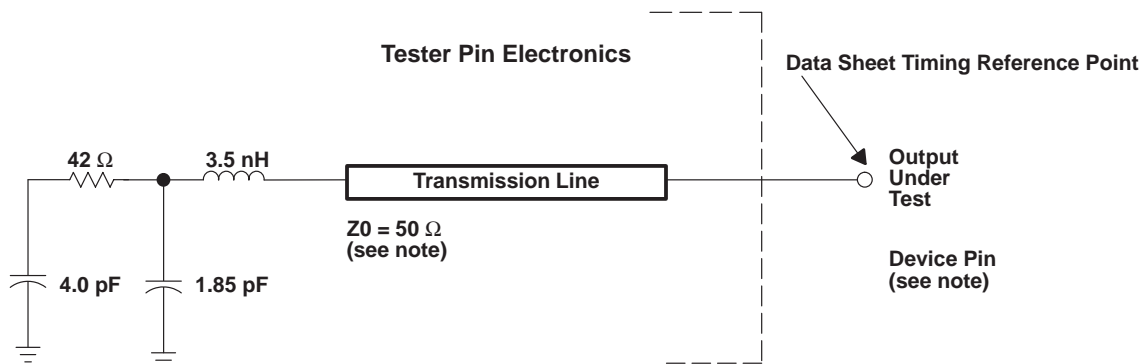 Tester Pin Electronics
Data Sheet Timing Reference Point
42 Ω
3.5 nH
Transmission Line
Output
Under
Test
Z0 = 50 Ω
(see note)
Device Pin
(see note)
4.0 pF
1.85 pF